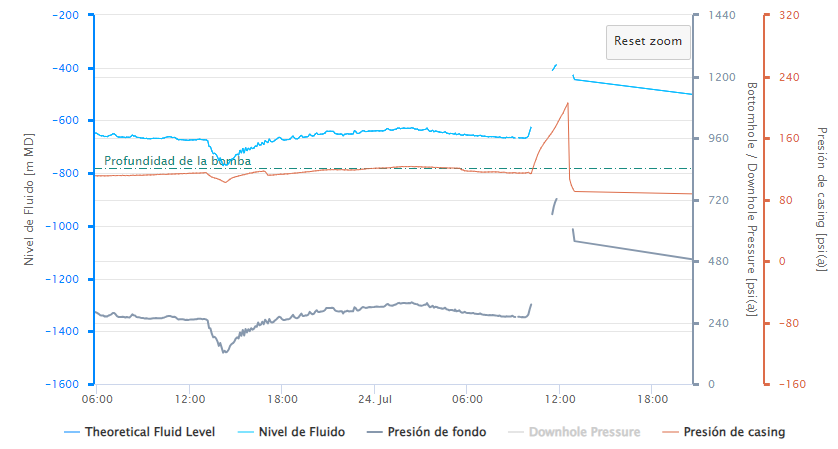 -200
-400
-600
-800
-1000
-1200
-1400
-1600
Nivel de Fluido [m MD]
Profundidad de la bomba
Reset zoom
1440
1200
960
720
480
240
0
Bottomhole / Downhole Pressure [psi(a)]
320
240
160
80
0
-80
-160
Presión de casing [psi(a)]
06:00
12:00
18:00
24. Jul
06:00
12:00
18:00
Theoretical Fluid Level
Nivel de Fluido
Presión de fondo
Downhole Pressure
Presión de casing